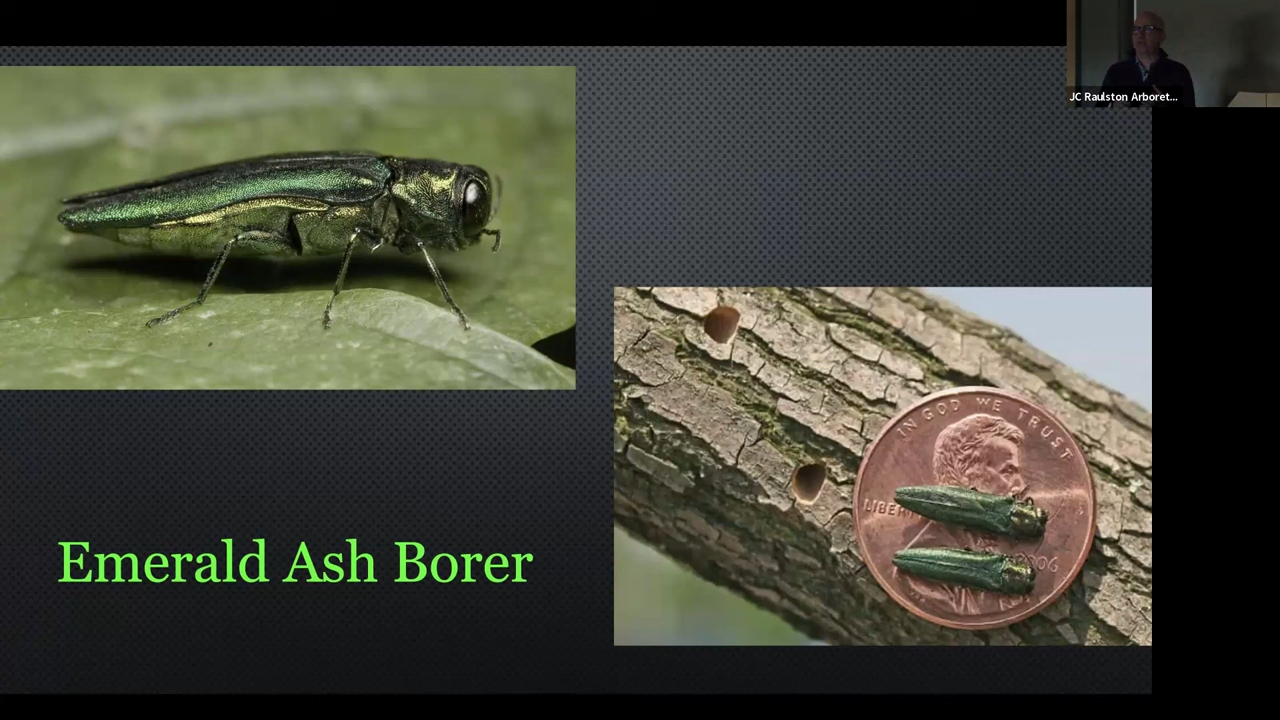 JC Raulston Arboret...
IN GOD WE TRUST
LIBER
2006
Emerald Ash Borer